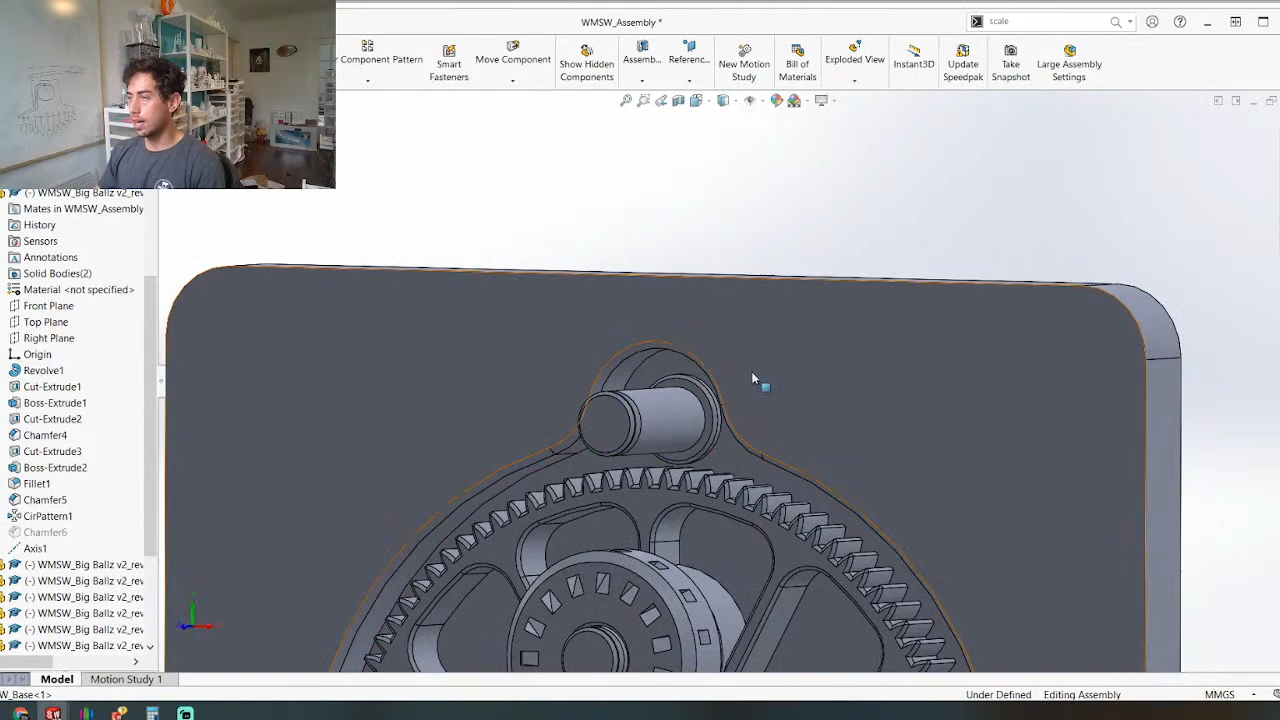 WMSW_Assembly *
scale
Component Pattern
Smart Fasteners
Move Component
Show Hidden Components
Assemb...
Referenc...
New Motion Study
Bill of Materials
Exploded View
Instant3D
Update Speedpak
Take Snapshot
Large Assembly Settings
(-) WMSW_Big Ballz v2_rev
Mates in WMSW_Assembly
History
Sensors
Annotations
Solid Bodies(2)
Material <not specified>
Front Plane
Top Plane
Right Plane
Origin
Revolve1
Cut-Extrude1
Boss-Extrude1
Cut-Extrude2
Chamfer4
Cut-Extrude3
Boss-Extrude2
Fillet1
Chamfer5
CirPattern1
Chamfer6
Axis1
(-) WMSW_Big Ballz v2_rev
(-) WMSW_Big Ballz v2_rev
(-) WMSW_Big Ballz v2_rev
(-) WMSW_Big Ballz v2_rev
(-) WMSW_Big Ballz v2_rev
(-) WMSW_Big Ballz v2_rev
Model
Motion Study 1
W_Base<1>
Under Defined
Editing Assembly
MMGS